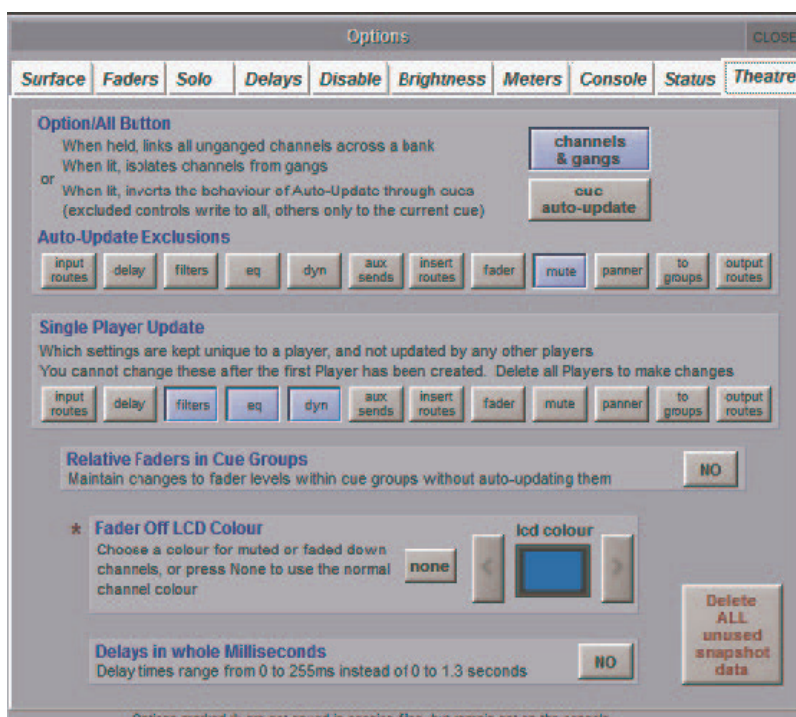 Options CLOSE
Surface Faders Solo Delays Disable Brightness Meters Console Status Theatre
Option/All Button
When held, links all unganged channels across a bank
When lit, isolates channels from gangs
or
When lit, inverts the behaviour of Auto-Update through cues
(excluded controls write to all, others only to the current cue)
channels
& gangs
cue
auto-update
Auto-Update Exclusions
input
routes
delay
filters
eq
dyn
aux
sends
insert
routes
fader
mute
panner
to
groups
output
routes
Single Player Update
Which settings are kept unique to a player, and not updated by any other players
You cannot change these after the first Player has been created. Delete all Players to make changes
input
routes
delay
filters
eq
dyn
aux
sends
insert
routes
fader
mute
panner
to
groups
output
routes
Relative Faders in Cue Groups
Maintain changes to fader levels within cue groups without auto-updating them
NO
* Fader Off LCD Colour
Choose a colour for muted or faded down
channels, or press None to use the normal
channel colour
none
lcd colour
<
>
Delays in whole Milliseconds
Delay times range from 0 to 255ms instead of 0 to 1.3 seconds
NO
Delete
ALL
unused
snapshot
data